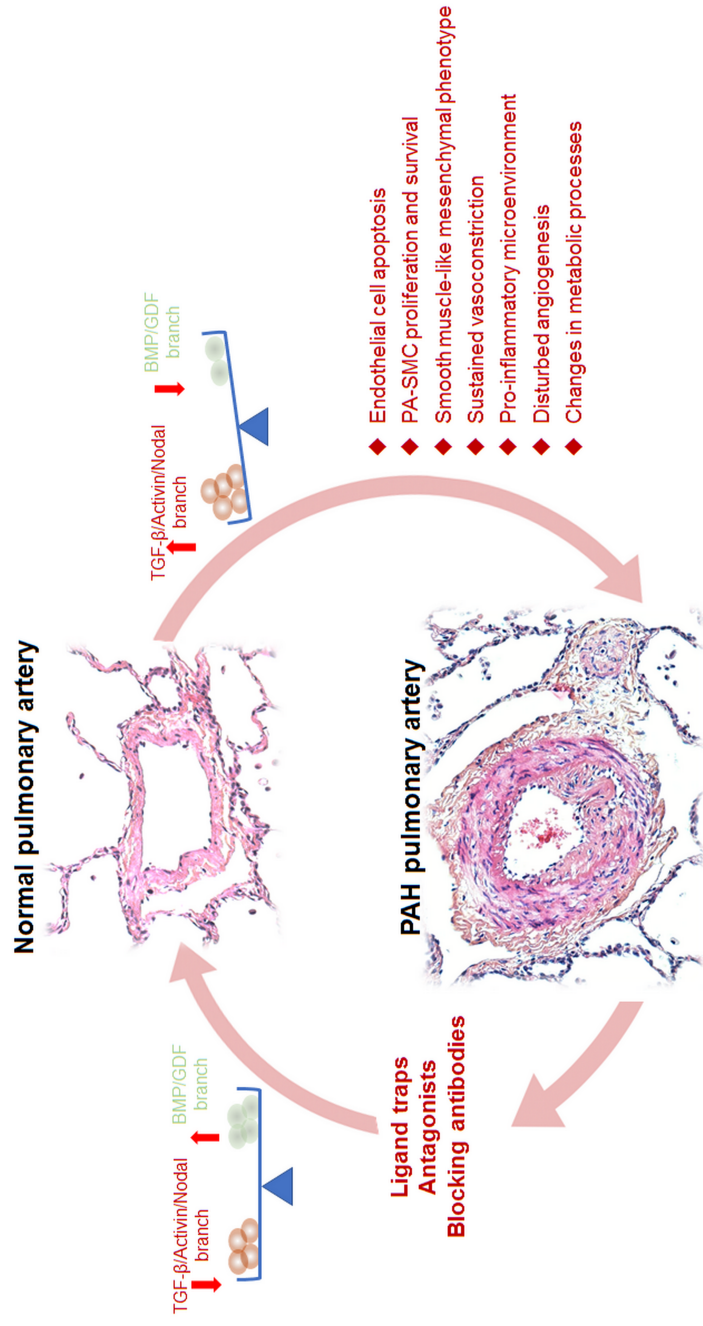 Normal pulmonary artery
TGF-β/Activin/Nodal
branch
BMP/GDF
branch
TGF-β/Activin/Nodal
branch
BMP/GDF
branch
Ligand traps
Antagonists
Blocking antibodies
◆ Endothelial cell apoptosis
◆ PA-SMC proliferation and survival
◆ Smooth muscle-like mesenchymal phenotype
◆ Sustained vasoconstriction
◆ Pro-inflammatory microenvironment
◆ Disturbed angiogenesis
◆ Changes in metabolic processes
PAH pulmonary artery